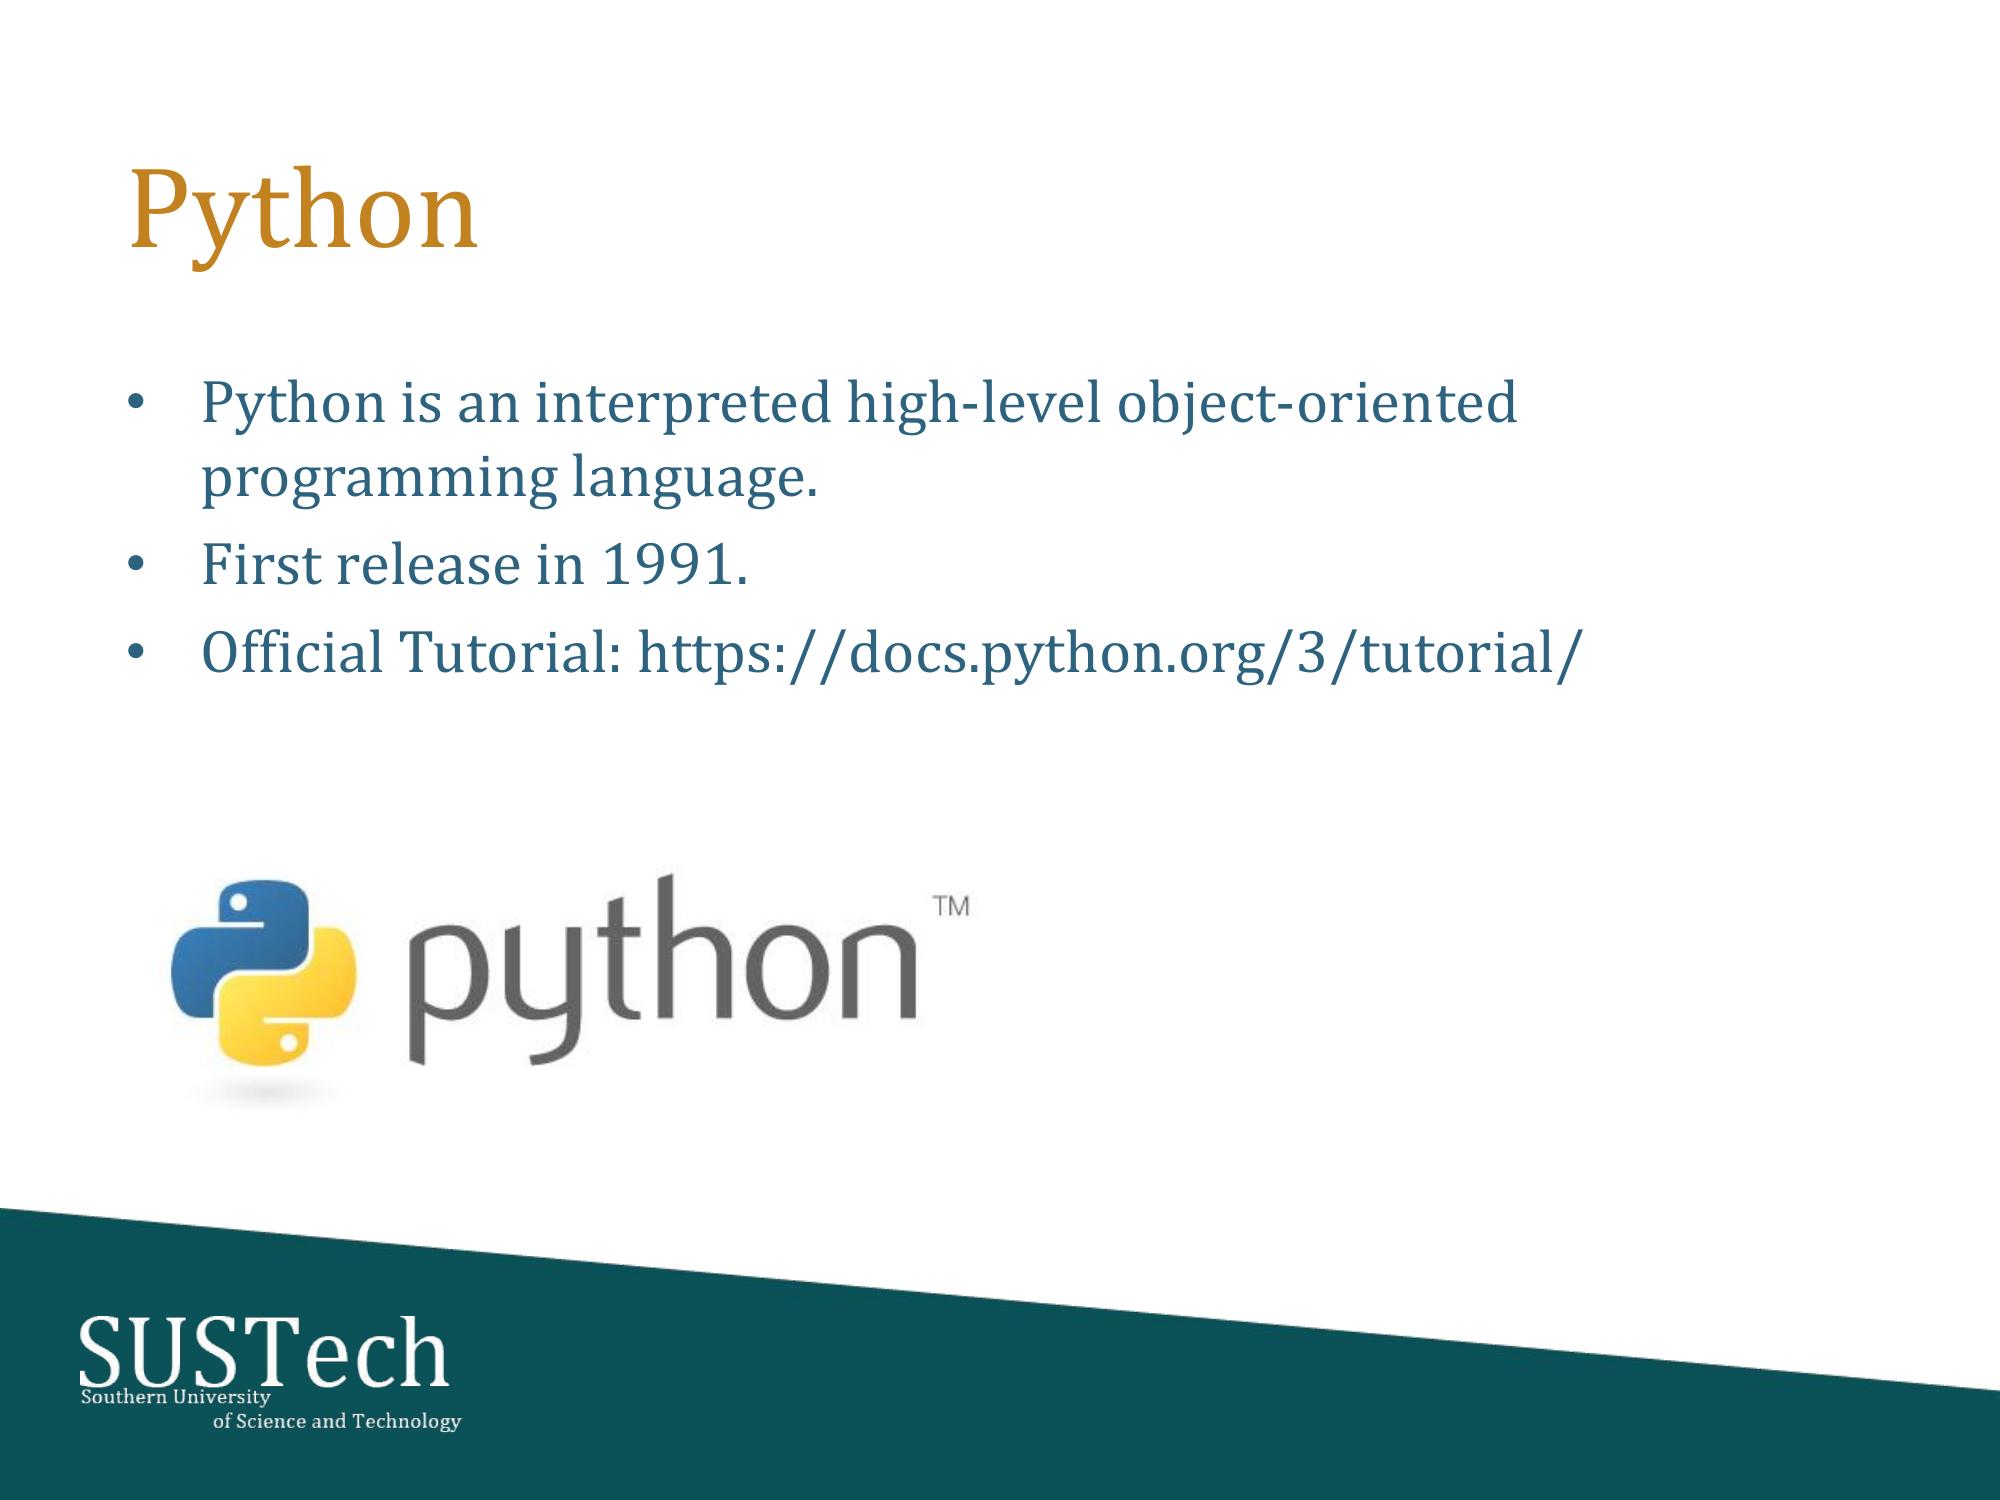 Python
• Python is an interpreted high-level object-oriented
programming language.
• First release in 1991.
• Official Tutorial: https://docs.python.org/3/tutorial/
python™
SUSTech
Southern University
of Science and Technology